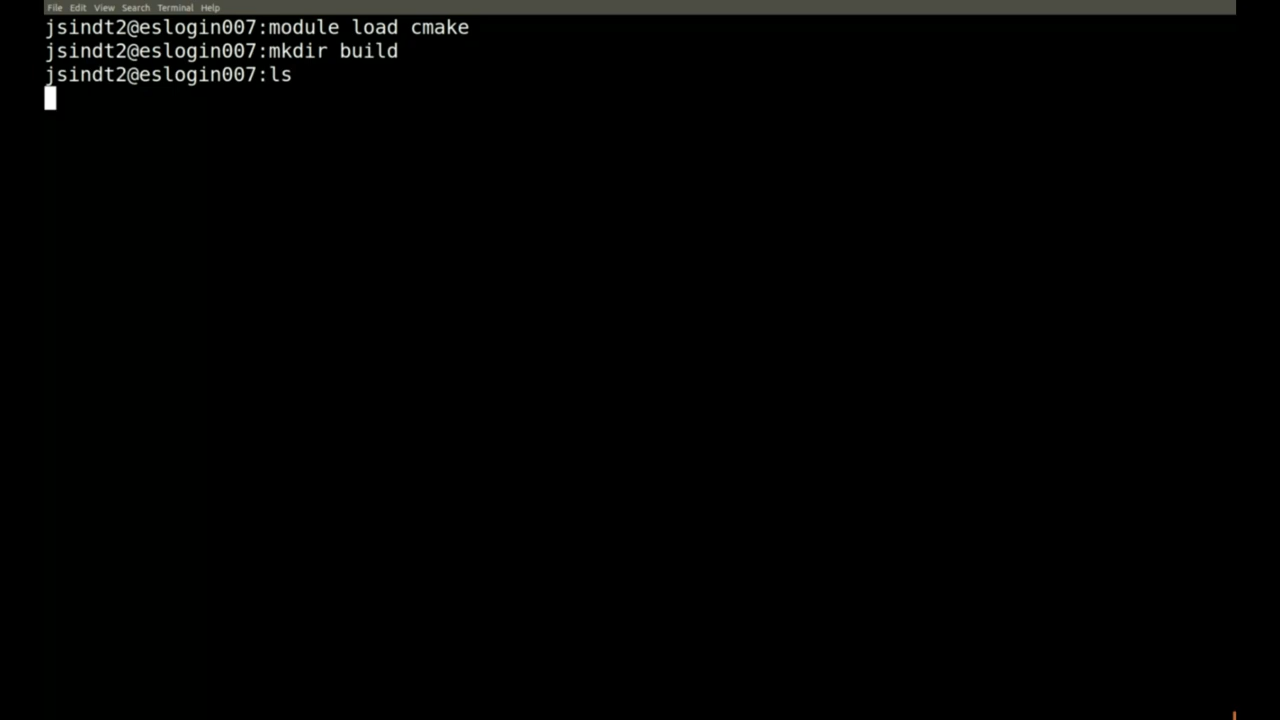 File Edit View Search Terminal Help
jsindt2@eslogin007:module load cmake
jsindt2@eslogin007:mkdir build
jsindt2@eslogin007:ls